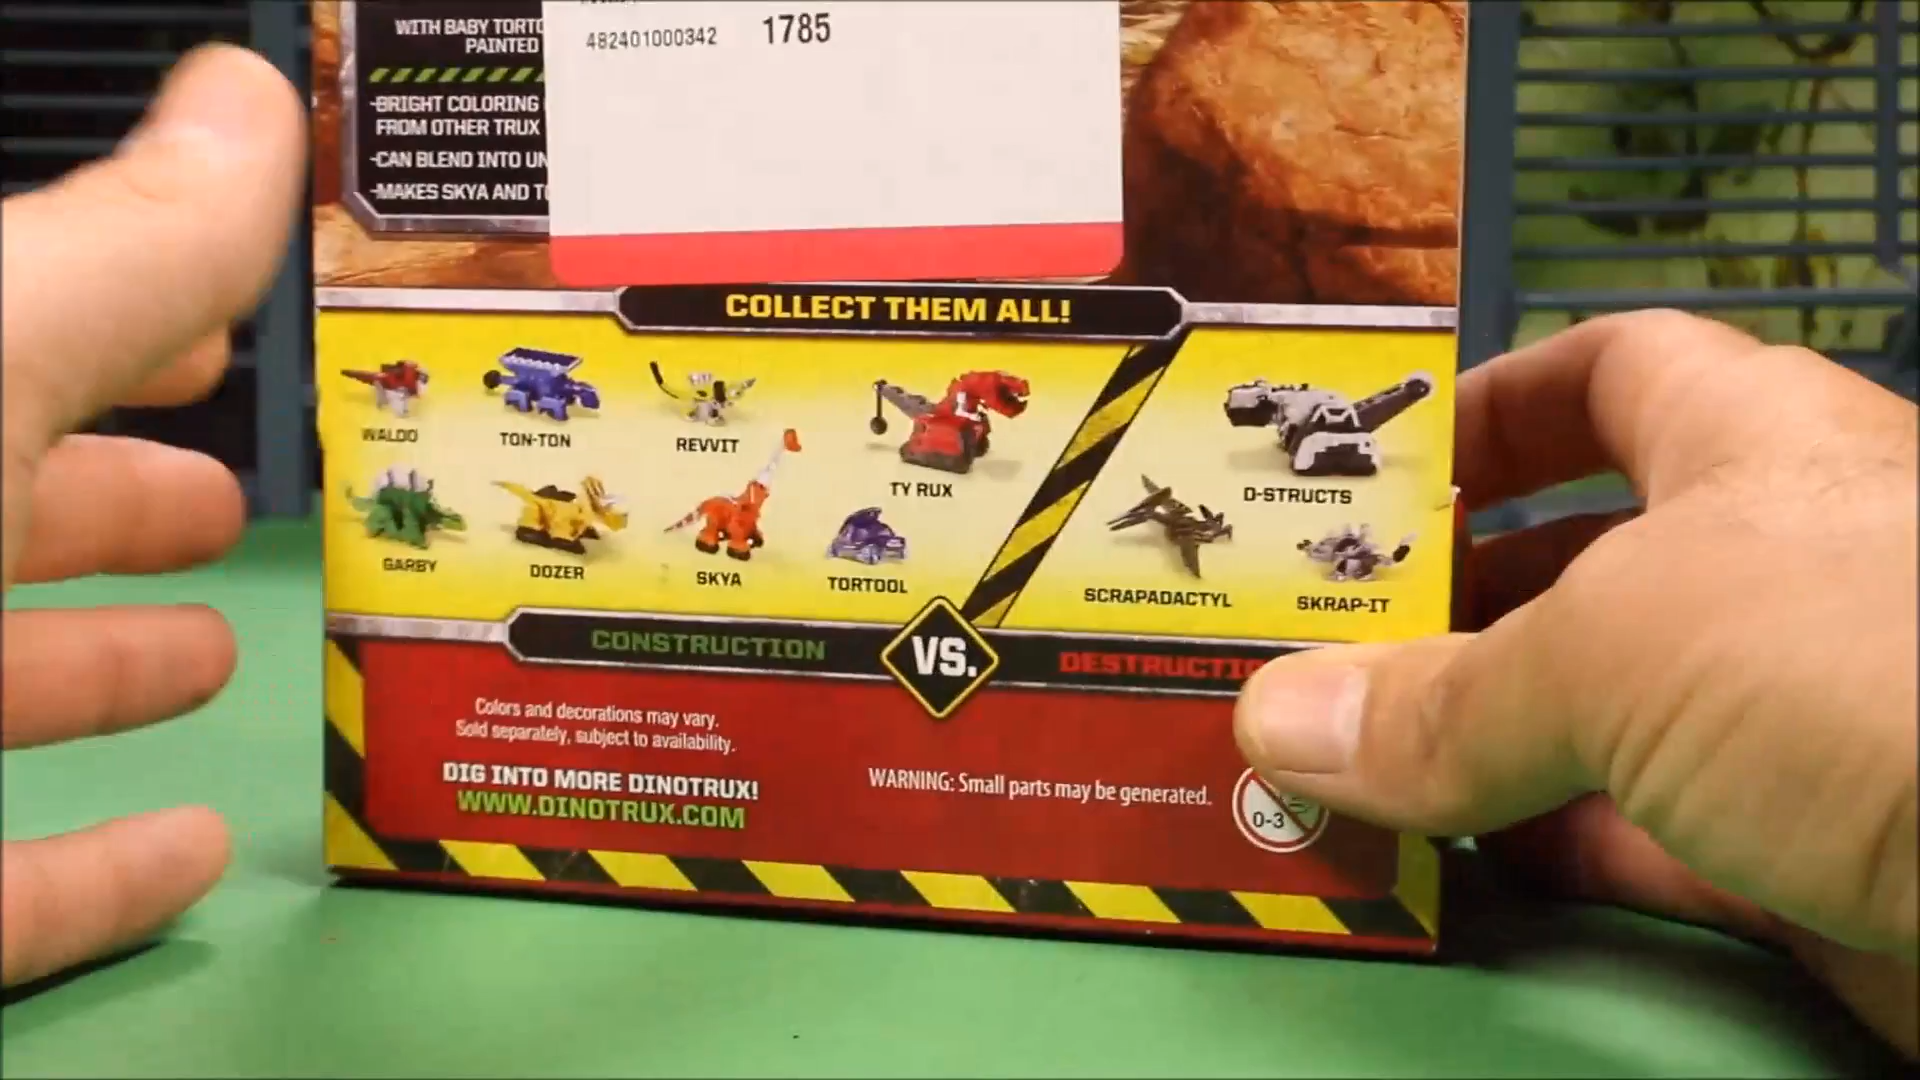 WITH BABY
PAINTED
482401000342 1785
-BRIGHT COLORING
FROM OTHER TRUX
-CAN BLEND INTO
-MAKES SKYA AND
COLLECT THEM ALL!
WALDO TON-TON REVVIT
TY RUX D-STRUCTS
GARBY DOZER SKYA TORTOOL
SCRAPADACTYL SKRAP-IT
CONSTRUCTION VS.
Colors and decorations may vary.
Sold separately, subject to availability.
DIG INTO MORE DINOTRUX!
WWW.DINOTRUX.COM
WARNING: Small parts may be generated.
0-3